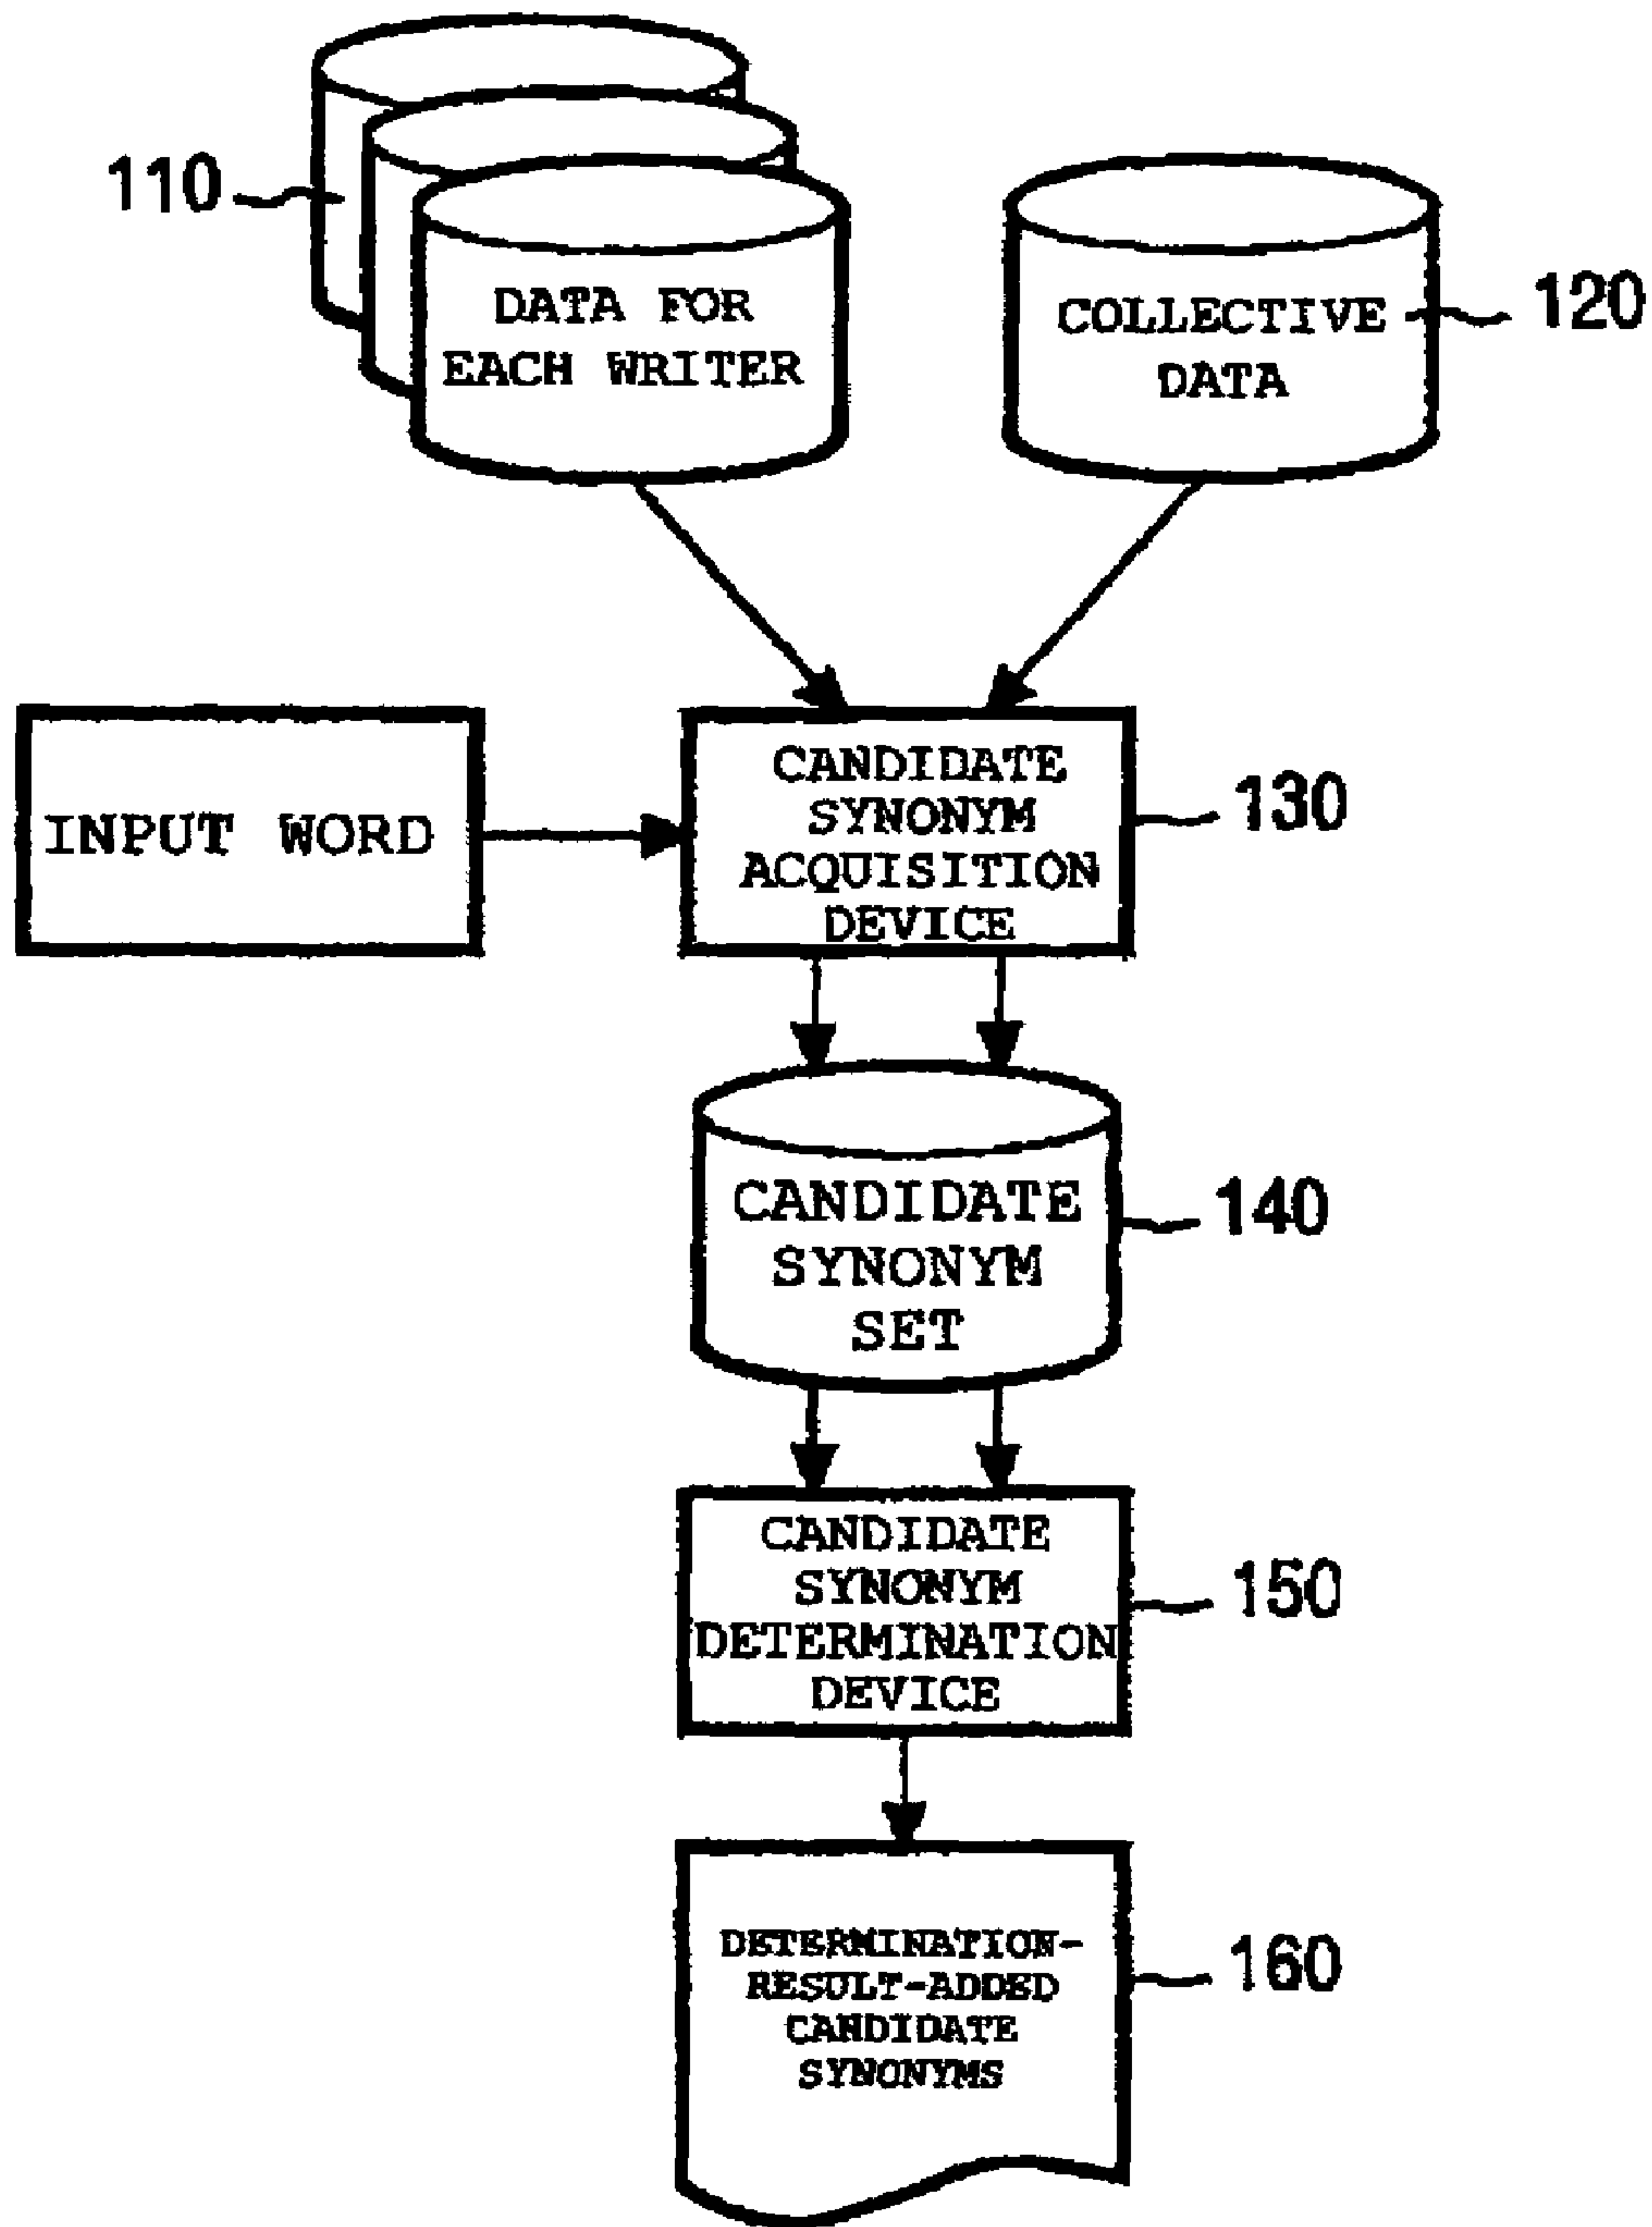 110
DATA FOR
EACH WRITER
COLLECTIVE
DATA
120
INPUT WORD
CANDIDATE
SYNONYM
ACQUISITION
DEVICE
130
CANDIDATE
SYNONYM
SET
140
CANDIDATE
SYNONYM
DETERMINATION
DEVICE
150
DETERMINATION-
RESULT-ADDED
CANDIDATE
SYNONYMS
160